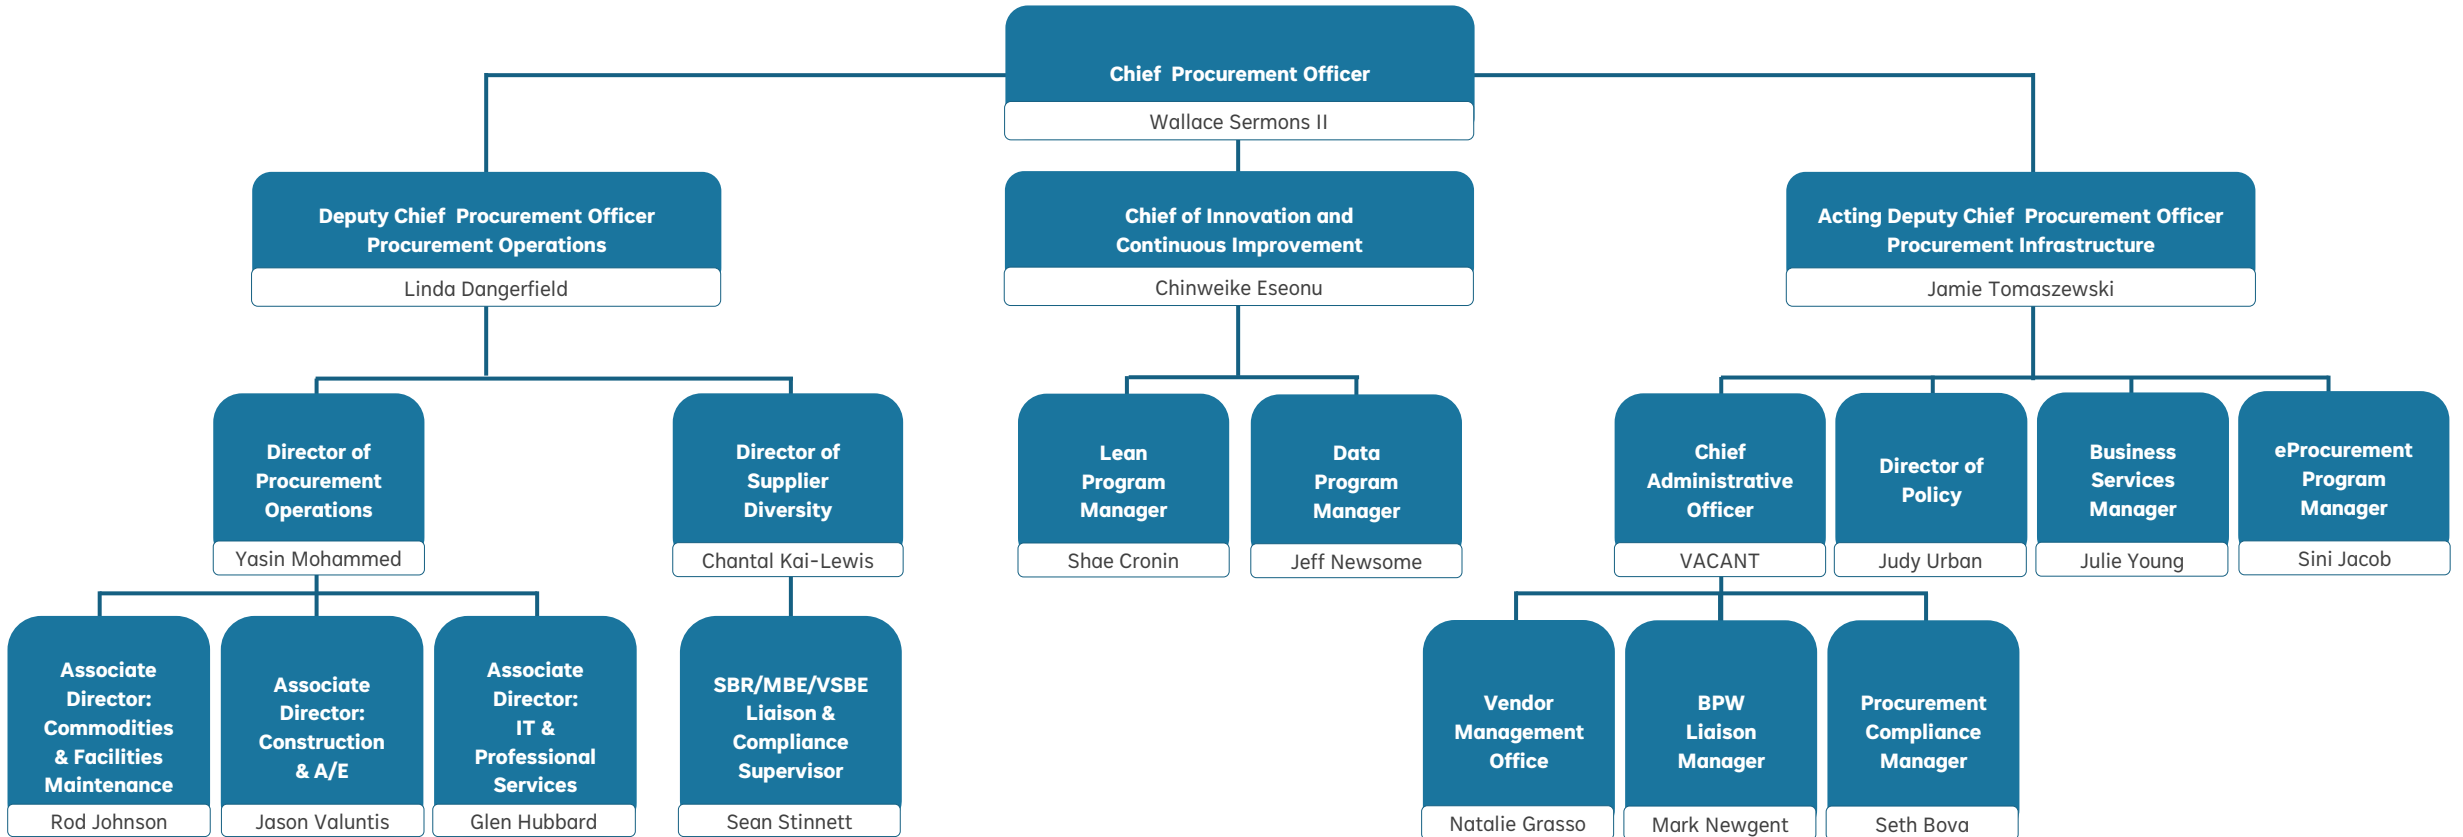 Chief Procurement Officer
Wallace Sermons II
Deputy Chief Procurement Officer
Procurement Operations
Linda Dangerfield
Chief of Innovation and
Continuous Improvement
Chinweike Eseonu
Acting Deputy Chief Procurement Officer
Procurement Infrastructure
Jamie Tomaszewski
Director of
Procurement
Operations
Yasin Mohammed
Director of
Supplier
Diversity
Chantal Kai-Lewis
Lean
Program
Manager
Shae Cronin
Data
Program
Manager
Jeff Newsome
Chief
Administrative
Officer
VACANT
Director of
Policy
Judy Urban
Business
Services
Manager
Julie Young
eProcurement
Program
Manager
Sini Jacob
Associate
Director:
Commodities
& Facilities
Maintenance
Rod Johnson
Associate
Director:
Construction
& A/E
Jason Valuntis
Associate
Director:
IT &
Professional
Services
Glen Hubbard
SBR/MBE/VSBE
Liaison &
Compliance
Supervisor
Sean Stinnett
Vendor
Management
Office
Natalie Grasso
BPW
Liaison
Manager
Mark Newgent
Procurement
Compliance
Manager
Seth Bova